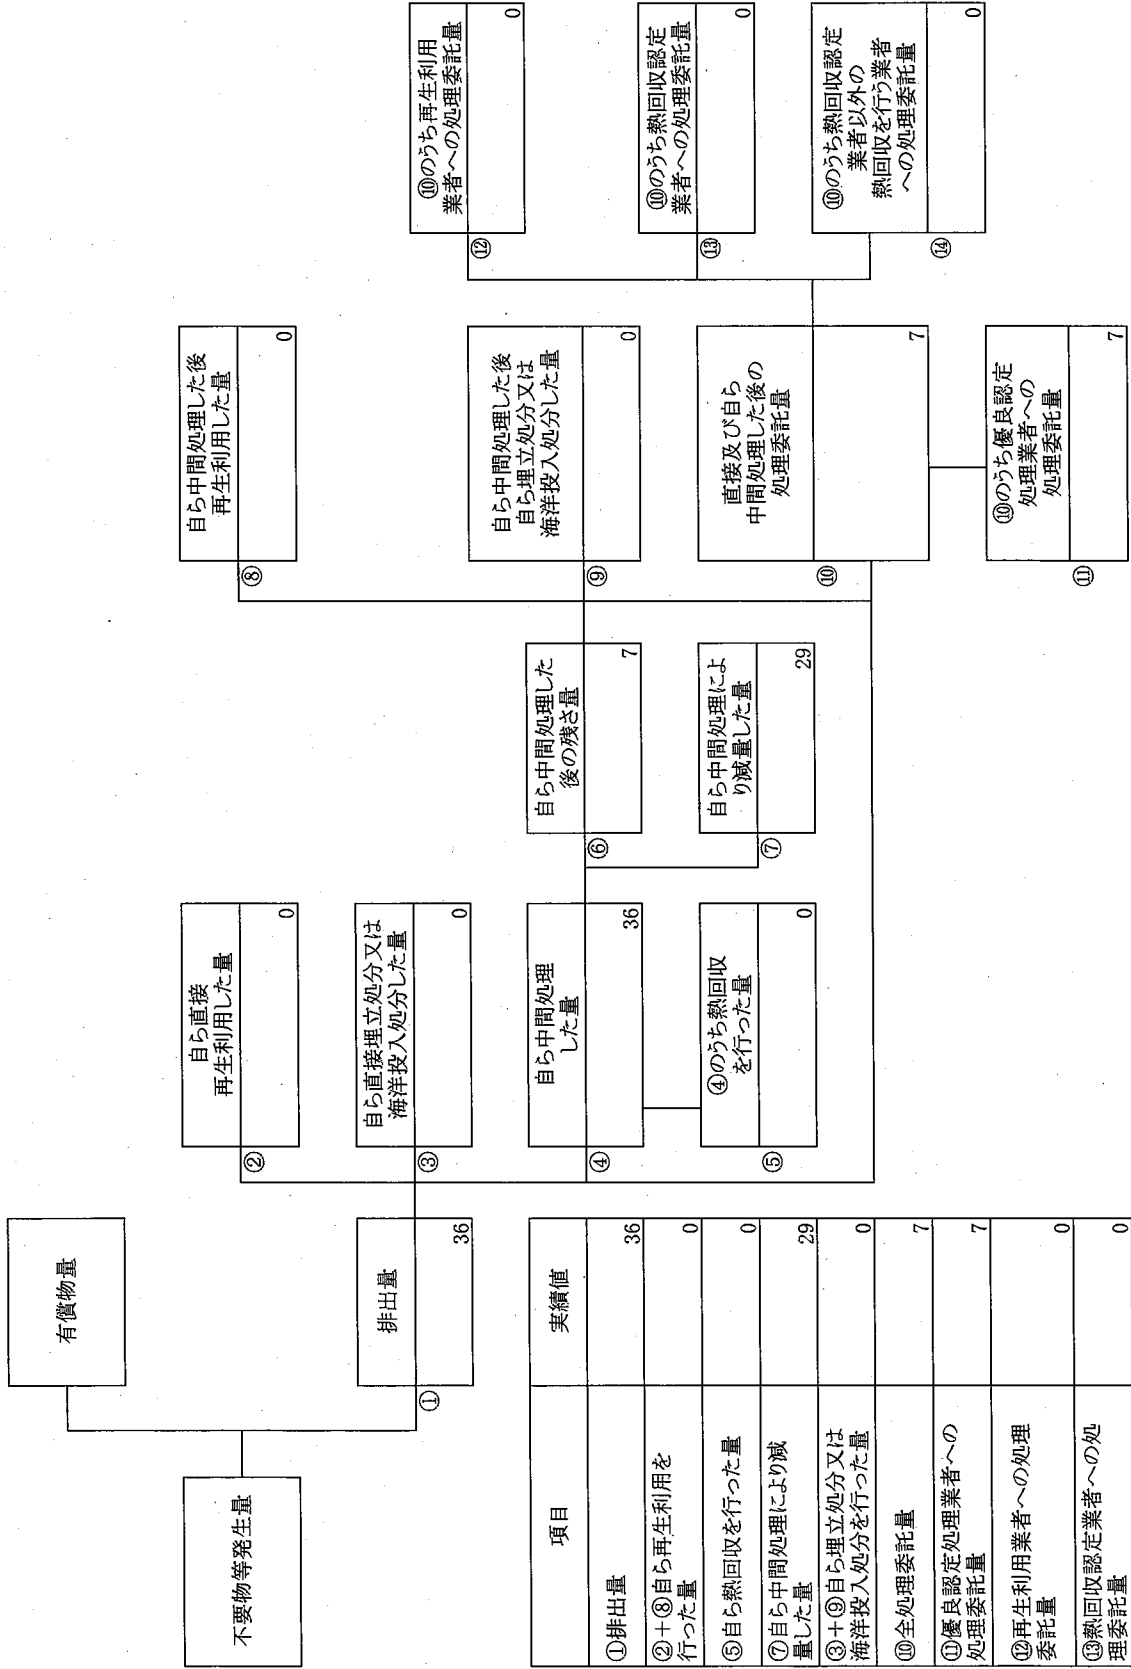 不要物等発生量
有償物量
①
排出量
36
②
自ら直接
再生利用した量
0
③
自ら直接埋立処分又は
海洋投入処分した量
0
④
自ら中間処理
した量
36
⑤
④のうち熱回収
を行った量
0
⑥
自ら中間処理した
後の残さ量
7
⑦
自ら中間処理によ
り減量した量
29
⑧
自ら中間処理した後
再生利用した量
0
⑨
自ら中間処理した後
自ら埋立処分又は
海洋投入処分した量
0
⑩
直接及び自ら
中間処理した後の
処理委託量
7
⑪
⑩のうち優良認定
処理業者への
処理委託量
7
⑫
⑩のうち再生利用
業者への処理委託量
0
⑬
⑩のうち熱回収認定
業者への処理委託量
0
⑭
⑩のうち熱回収認定
業者以外の
熱回収を行う業者
への処理委託量
0
項目 実績値
①排出量 36
②+⑧自ら再生利用を
行った量 0
⑤自ら熱回収を行った量 0
⑦自ら中間処理により減
量した量 29
③+⑨自ら埋立処分又は
海洋投入処分を行った量 0
⑩全処理委託量 7
⑪優良認定処理業者への
処理委託量 7
⑫再生利用業者への処理
委託量 0
⑬熱回収認定業者への処
理委託量 0